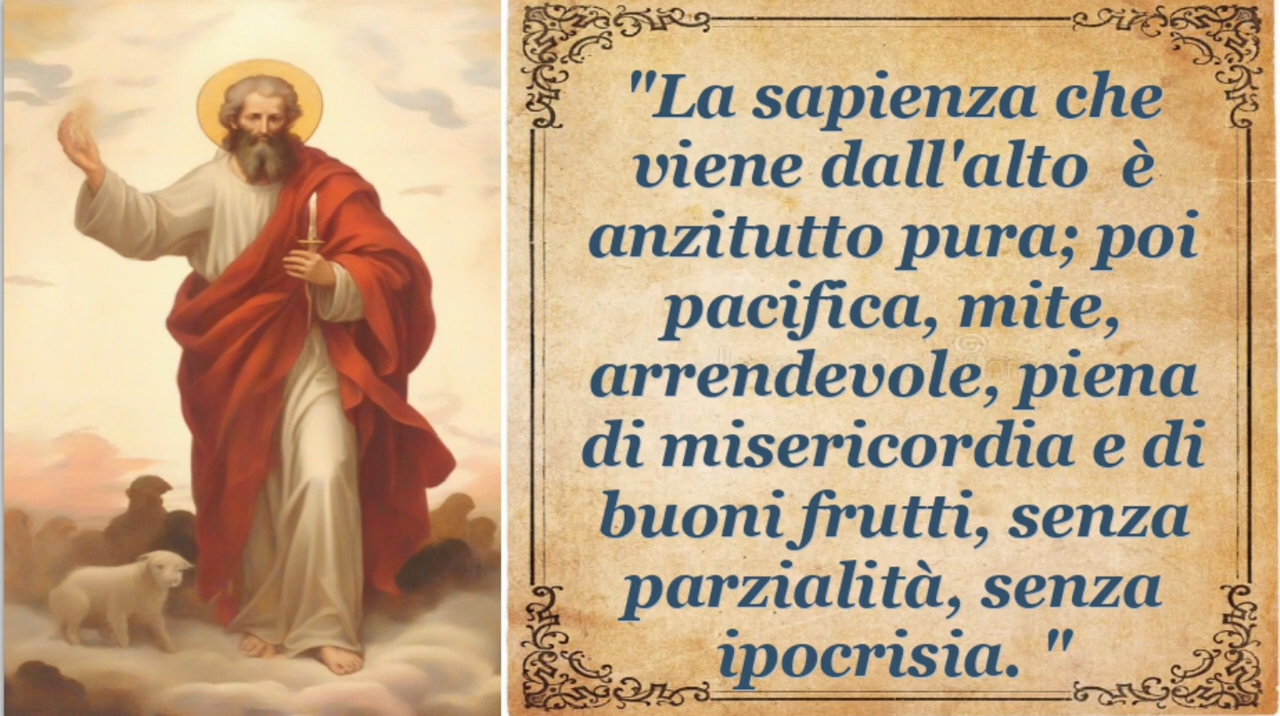 "La sapienza che
viene dall'alto è
anzitutto pura; poi
pacifica, mite,
arrendevole, piena
di misericordia e di
buoni frutti, senza
parzialità, senza
ipocrisia. "